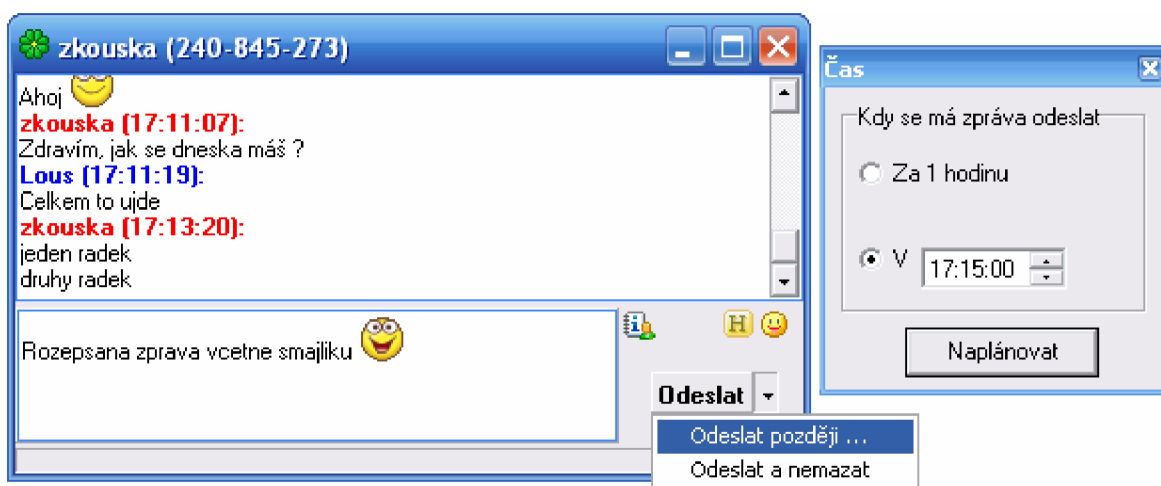 zkouska (240-845-273)
Ahoj
zkouska (17:11:07):
Zdravím, jak se dneska máš ?
Lous (17:11:19):
Celkem to ujde
zkouska (17:13:20):
jeden radek
druhy radek
Rozepsana zprava vcetne smajliku
H
Odeslat
Odeslat později ...
Odeslat a nemazat
Čas
Kdy se má zpráva odeslat
Za 1 hodinu
V 17:15:00
Naplánovat